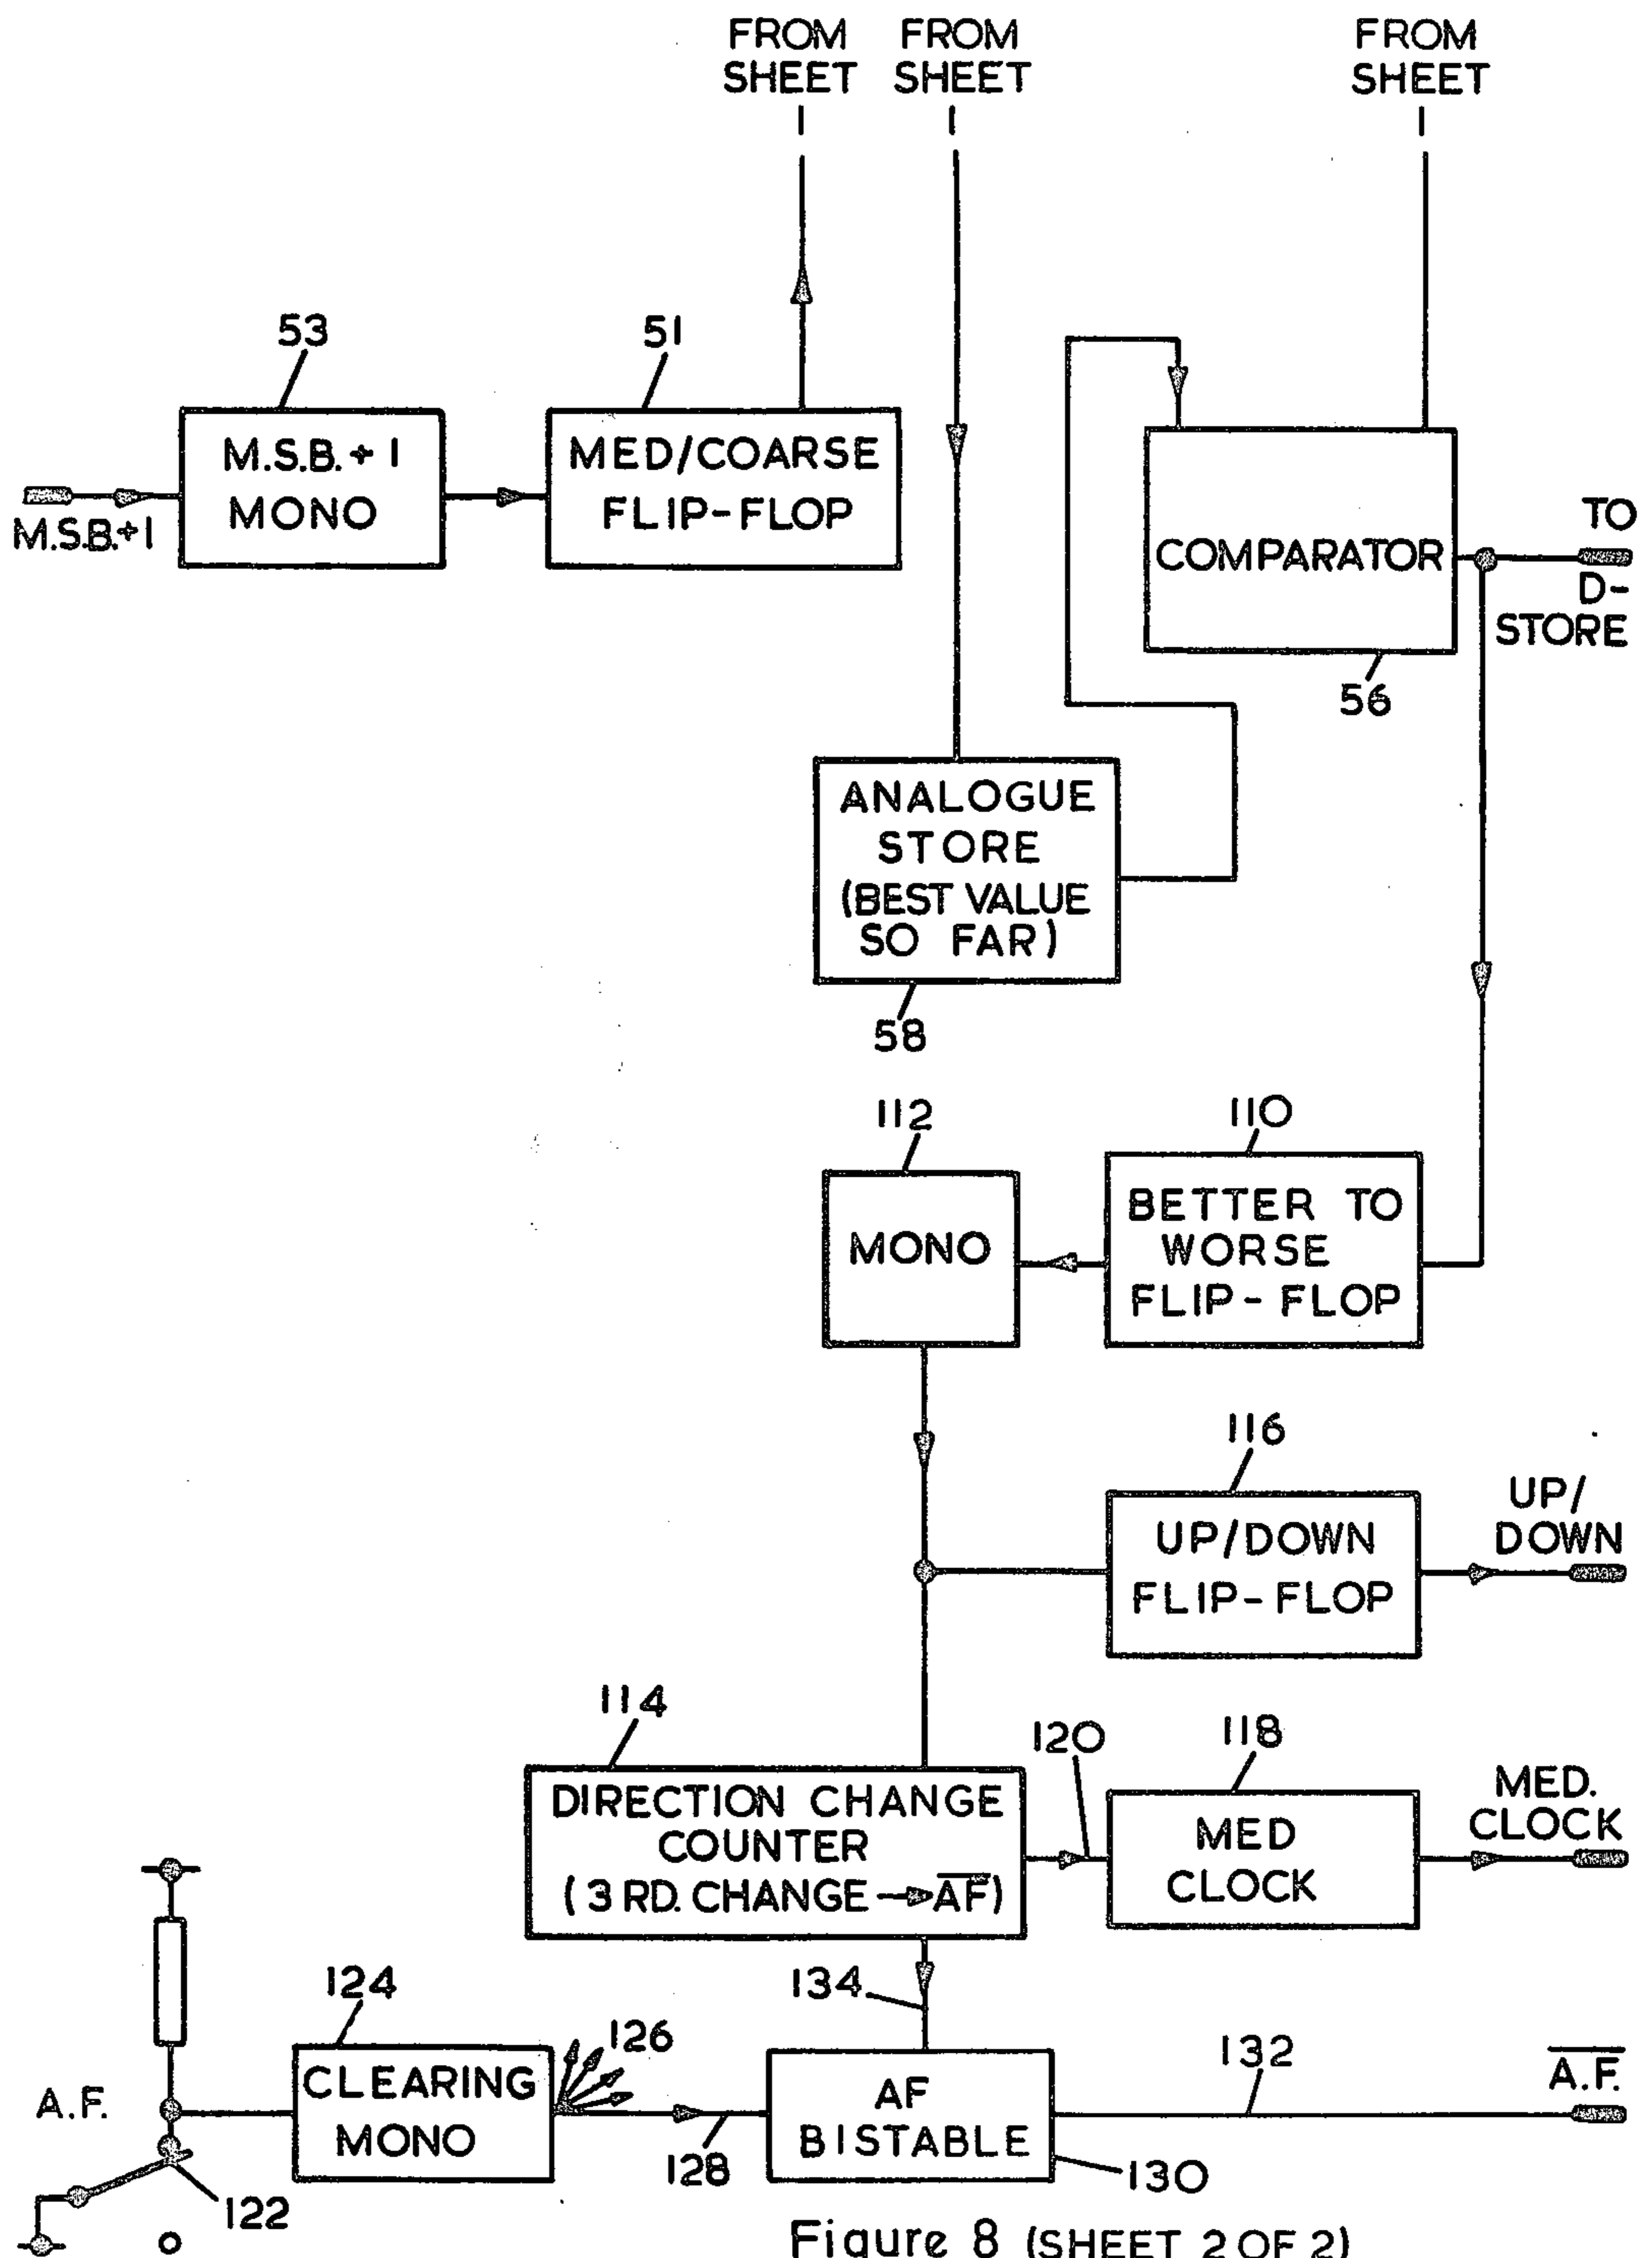 FROM SHEET 1
FROM SHEET 1
FROM SHEET 1
53
51
M.S.B. + 1
MONO
MED/COARSE
FLIP-FLOP
M.S.B.+1
COMPARATOR
TO
D-
STORE
56
ANALOGUE
STORE
(BEST VALUE
SO FAR)
58
112
110
MONO
BETTER TO
WORSE
FLIP-FLOP
116
UP/DOWN
FLIP-FLOP
UP/
DOWN
114
120
118
DIRECTION CHANGE
COUNTER
(3 RD. CHANGE → A̅F̅)
MED
CLOCK
MED.
CLOCK
134
124
126
132
A.F.
CLEARING
MONO
128
AF
BISTABLE
130
A̅.̅F̅.̅
122
Figure 8 (SHEET 2 OF 2)